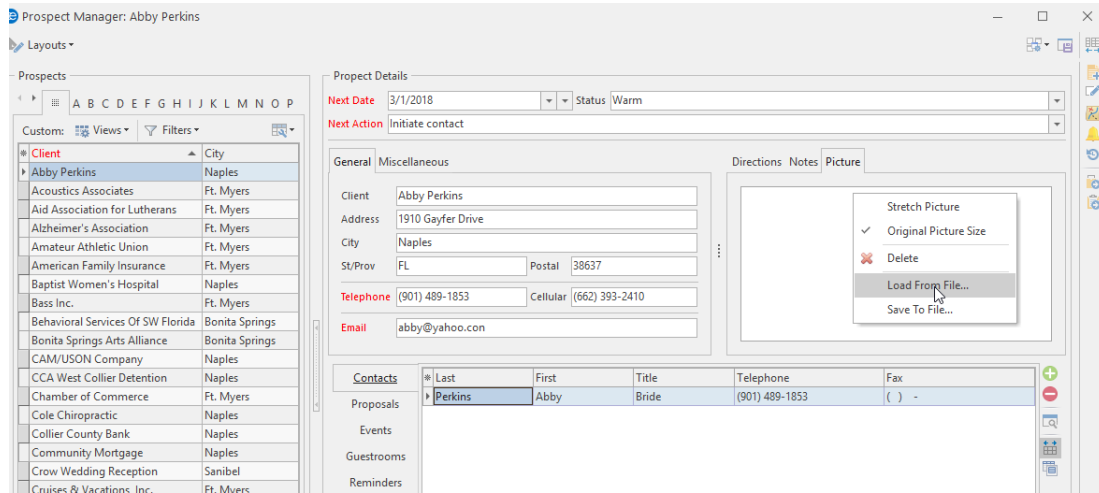 Prospect Manager: Abby Perkins
Layouts
Prospects
A B C D E F G H I J K L M N O P
Custom: Views Filters
Client City
Abby Perkins Naples
Acoustics Associates Ft. Myers
Aid Association for Lutherans Ft. Myers
Alzheimer's Association Ft. Myers
Amateur Athletic Union Ft. Myers
American Family Insurance Ft. Myers
Baptist Women's Hospital Naples
Bass Inc. Ft. Myers
Behavioral Services Of SW Florida Bonita Springs
Bonita Springs Arts Alliance Bonita Springs
CAM/USON Company Naples
CCA West Collier Detention Naples
Chamber of Commerce Ft. Myers
Cole Chiropractic Naples
Collier County Bank Naples
Community Mortgage Naples
Crow Wedding Reception Sanibel
Cruises & Vacations, Inc. Ft. Myers
Propect Details
Next Date 3/1/2018 Status Warm
Next Action Initiate contact
General Miscellaneous
Client Abby Perkins
Address 1910 Gayfer Drive
City Naples
St/Prov FL Postal 38637
Telephone (901) 489-1853 Cellular (662) 393-2410
Email abby@yahoo.con
Directions Notes Picture
Stretch Picture
Original Picture Size
Delete
Load From File...
Save To File...
Contacts
Proposals
Events
Guestrooms
Reminders
Last First Title Telephone Fax
Perkins Abby Bride (901) 489-1853 ( ) -